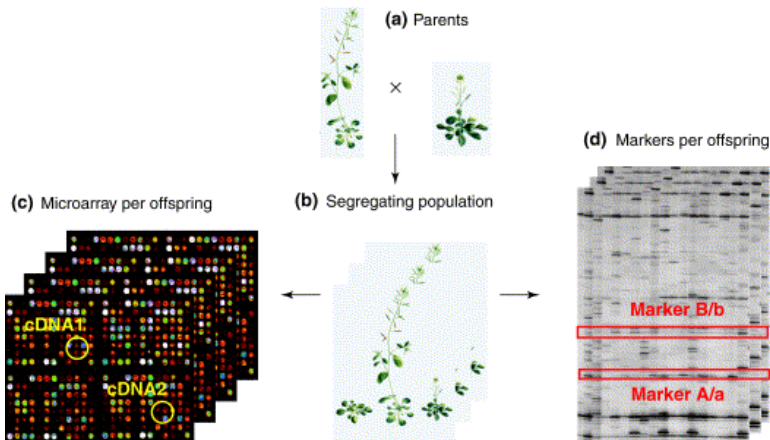 (a) Parents
×
(d) Markers per offspring
(c) Microarray per offspring
(b) Segregating population
cDNA1
cDNA2
Marker B/b
Marker A/a